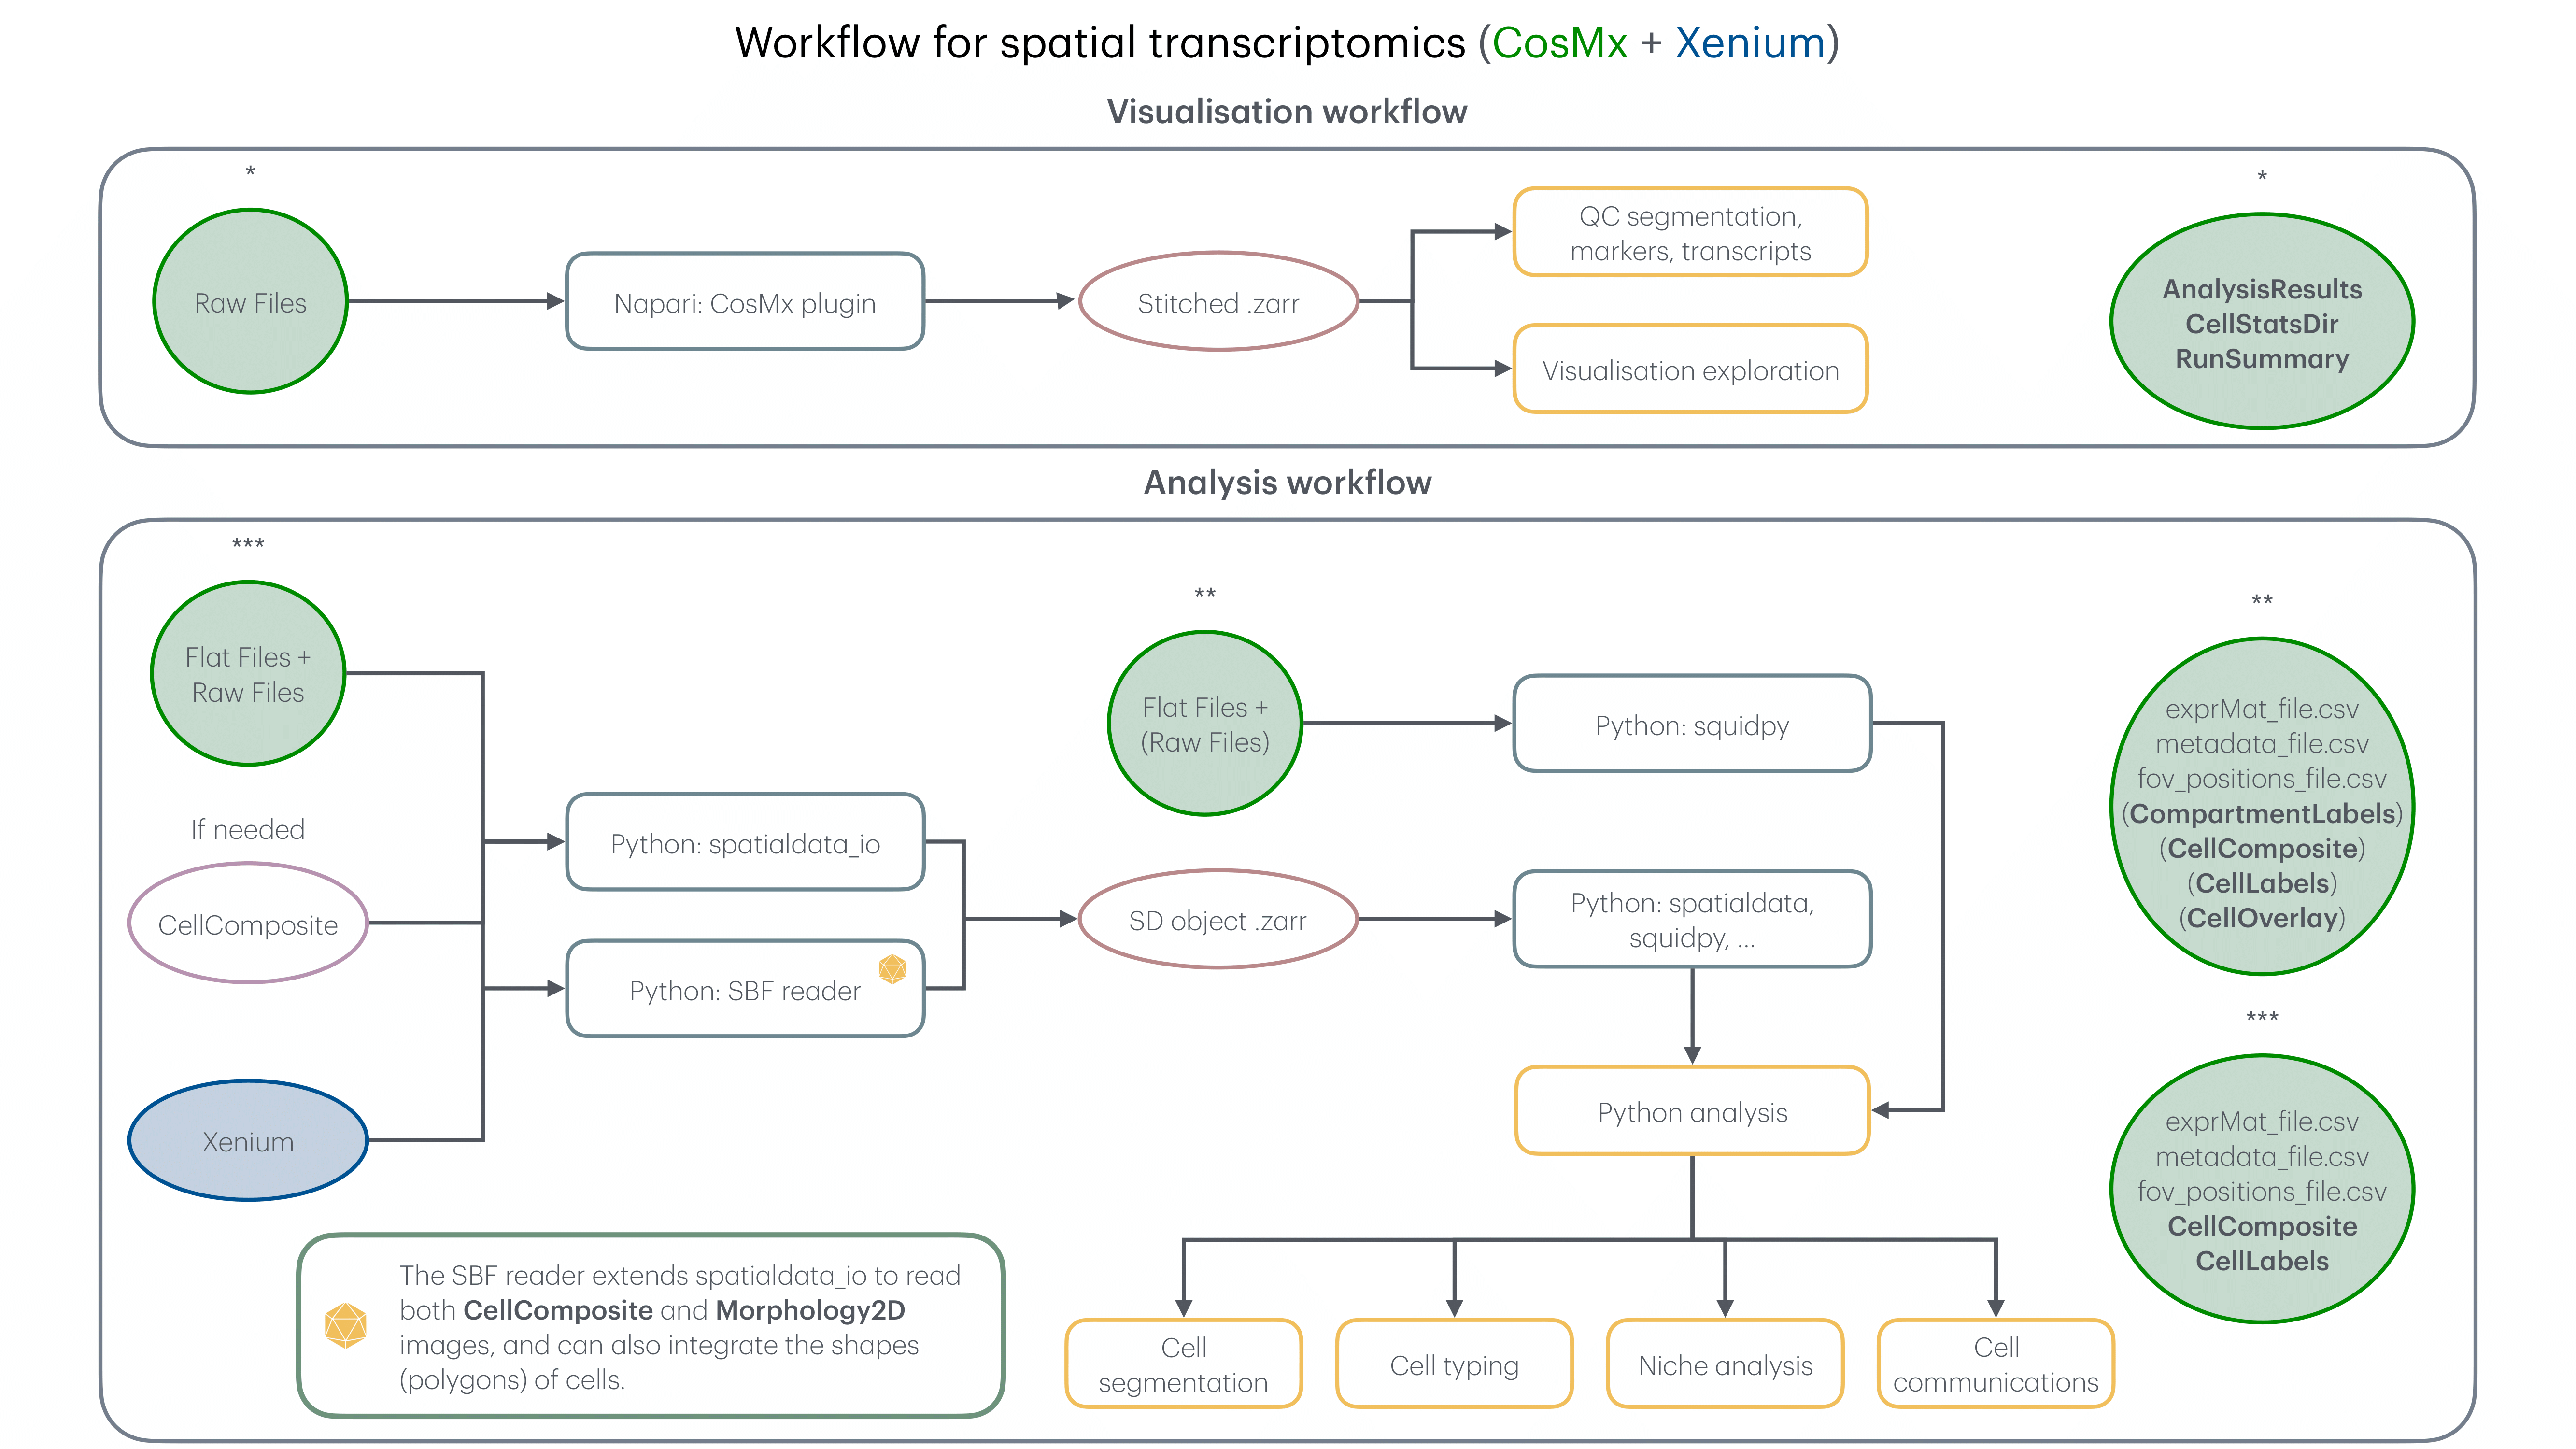 Workflow for spatial transcriptomics (CosMx + Xenium)
Visualisation workflow
*
Raw Files
Napari: CosMx plugin
Stitched .zarr
QC segmentation,
markers, transcripts
Visualisation exploration
*
AnalysisResults
CellStatsDir
RunSummary
Analysis workflow
***
Flat Files +
Raw Files
If needed
CellComposite
Xenium
Python: spatialdata_io
Python: SBF reader
**
Flat Files +
(Raw Files)
SD object .zarr
Python: squidpy
Python: spatialdata,
squidpy, ...
Python analysis
Cell
segmentation
Cell typing
Niche analysis
Cell
communications
**
exprMat_file.csv
metadata_file.csv
fov_positions_file.csv
(CompartmentLabels)
(CellComposite)
(CellLabels)
(CellOverlay)
***
exprMat_file.csv
metadata_file.csv
fov_positions_file.csv
CellComposite
CellLabels
The SBF reader extends spatialdata_io to read
both CellComposite and Morphology2D
images, and can also integrate the shapes
(polygons) of cells.